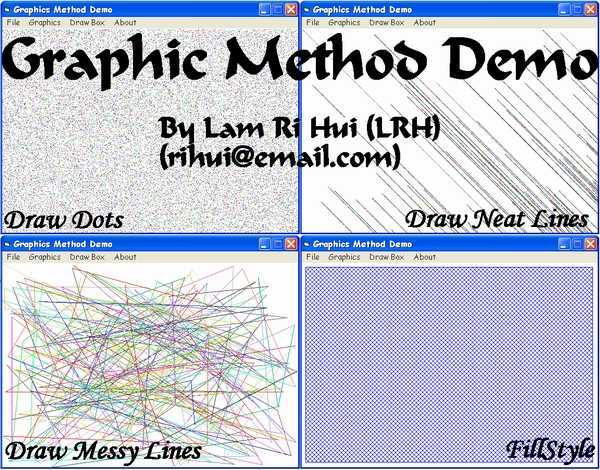 Graphics Method Demo
File Graphics Draw Box About
Graphics Method Demo
File Graphics Draw Box About
Graphic Method Demo
By Lam Ri Hui (LRH)
(rihui@email.com)
Draw Dots
Draw Neat Lines
Graphics Method Demo
File Graphics Draw Box About
Graphics Method Demo
File Graphics Draw Box About
Draw Messy Lines
FillStyle